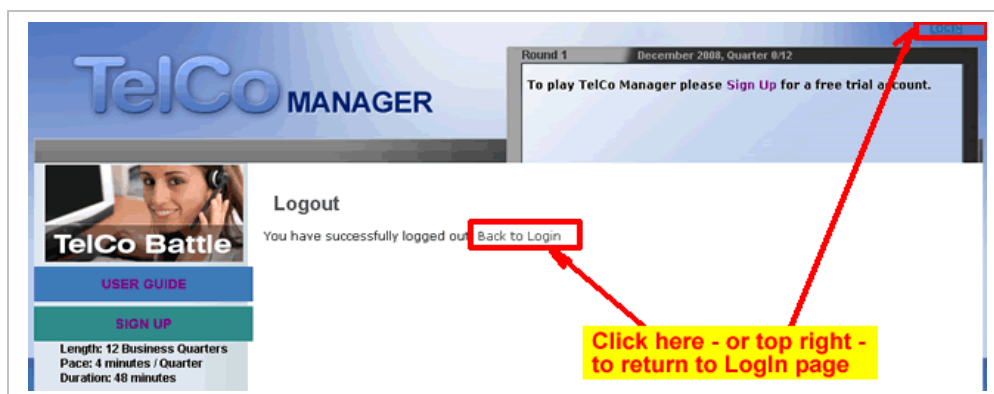 LOGIN
Round 1 December 2008, Quarter 0/12
To play TelCo Manager please Sign Up for a free trial account.
TelCo MANAGER
Logout
You have successfully logged out Back to Login
TelCo Battle
USER GUIDE
SIGN UP
Length: 12 Business Quarters
Pace: 4 minutes / Quarter
Duration: 48 minutes
Click here - or top right -
to return to LogIn page